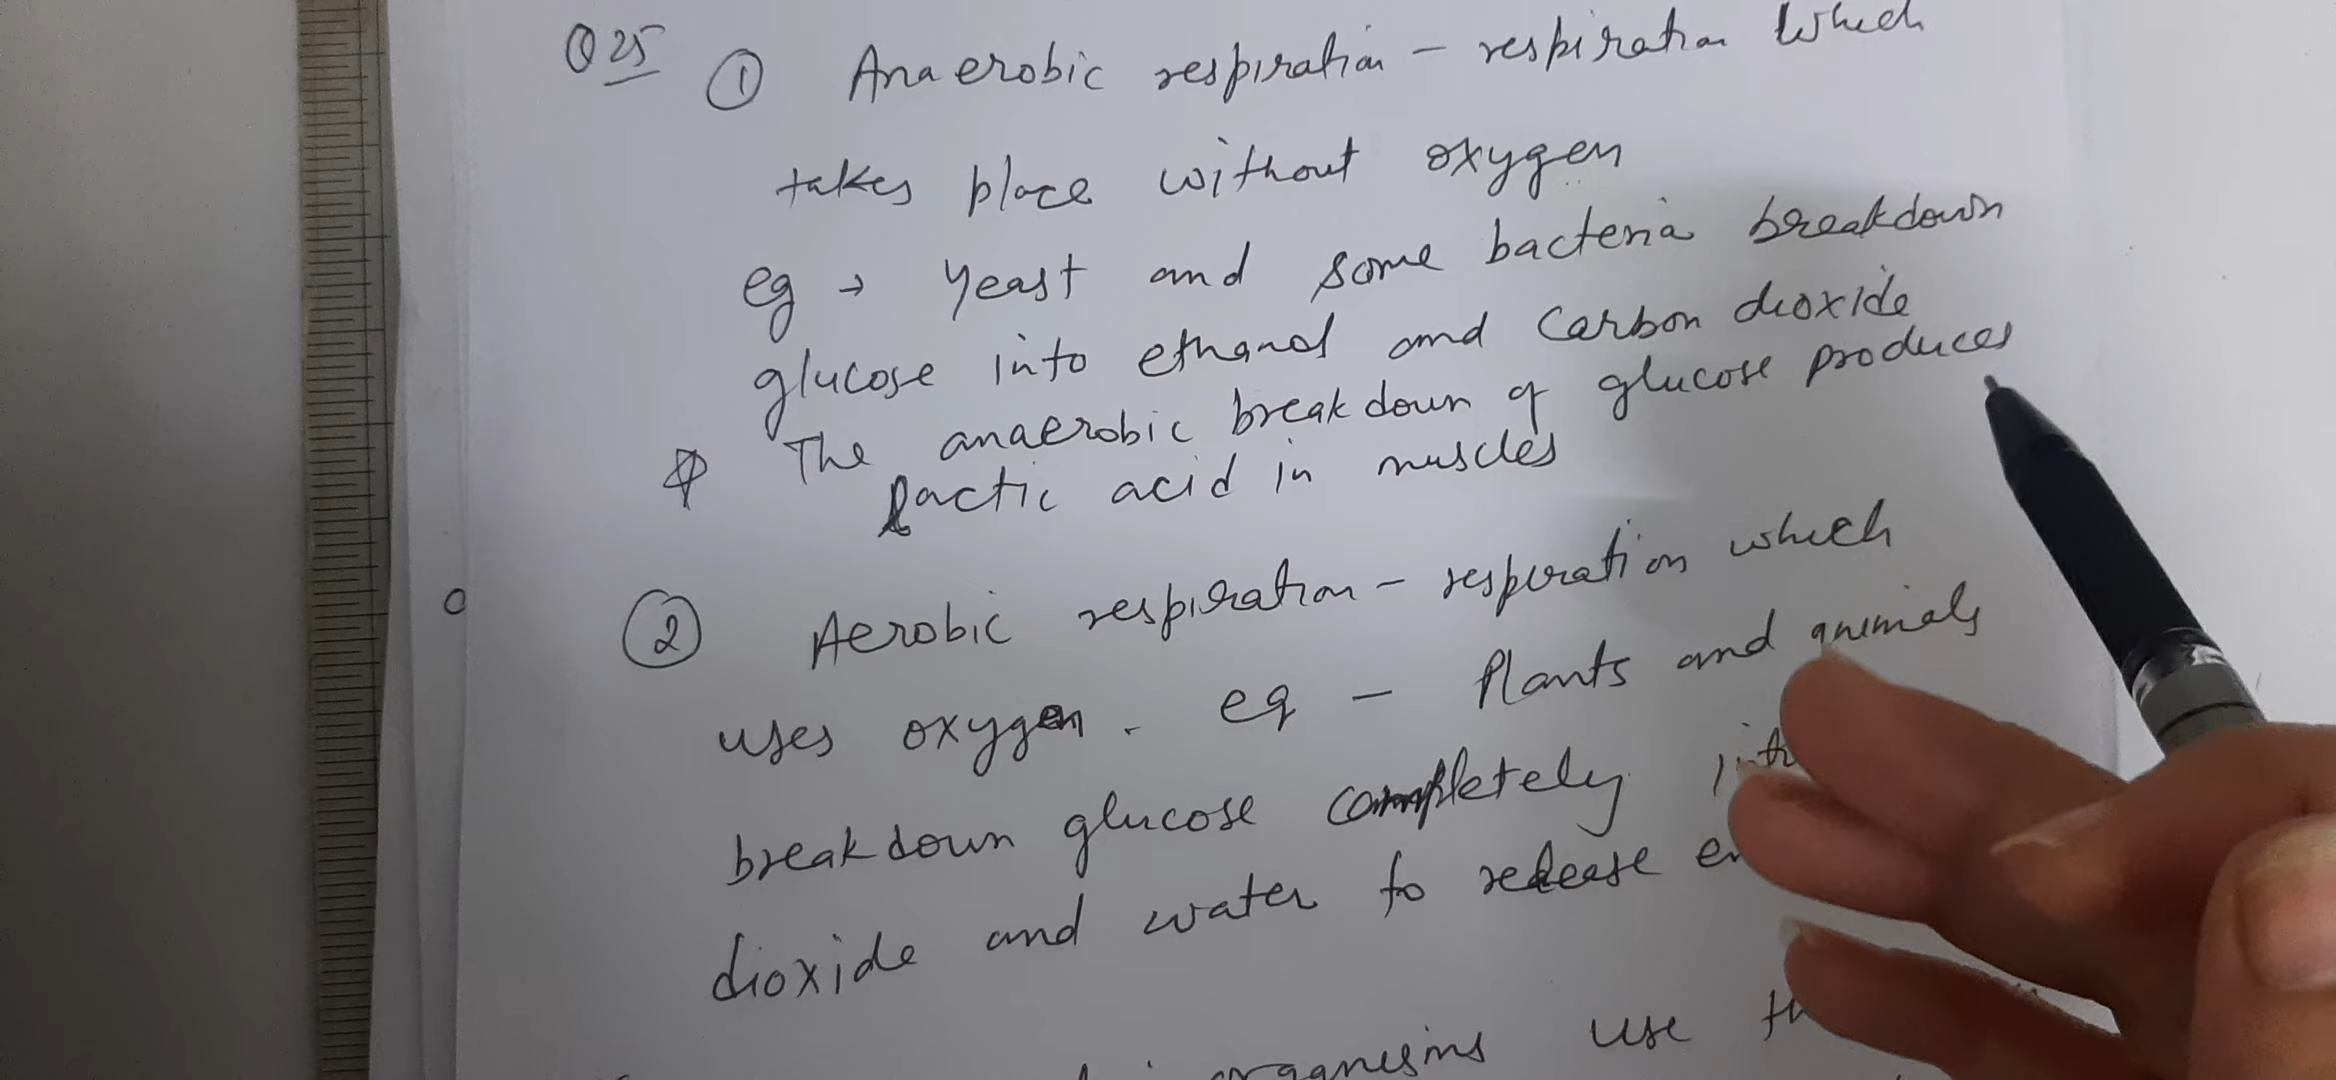 Q25 ① Anaerobic respiration - respiration which
takes place without oxygen
eg → yeast and some bacteria breakdown
glucose into ethanol and carbon dioxide
The anaerobic breakdown of glucose produces
lactic acid in muscles
② Aerobic respiration - respiration which
uses oxygen. eg - Plants and animals
breakdown glucose completely
dioxide and water to release
organisms use